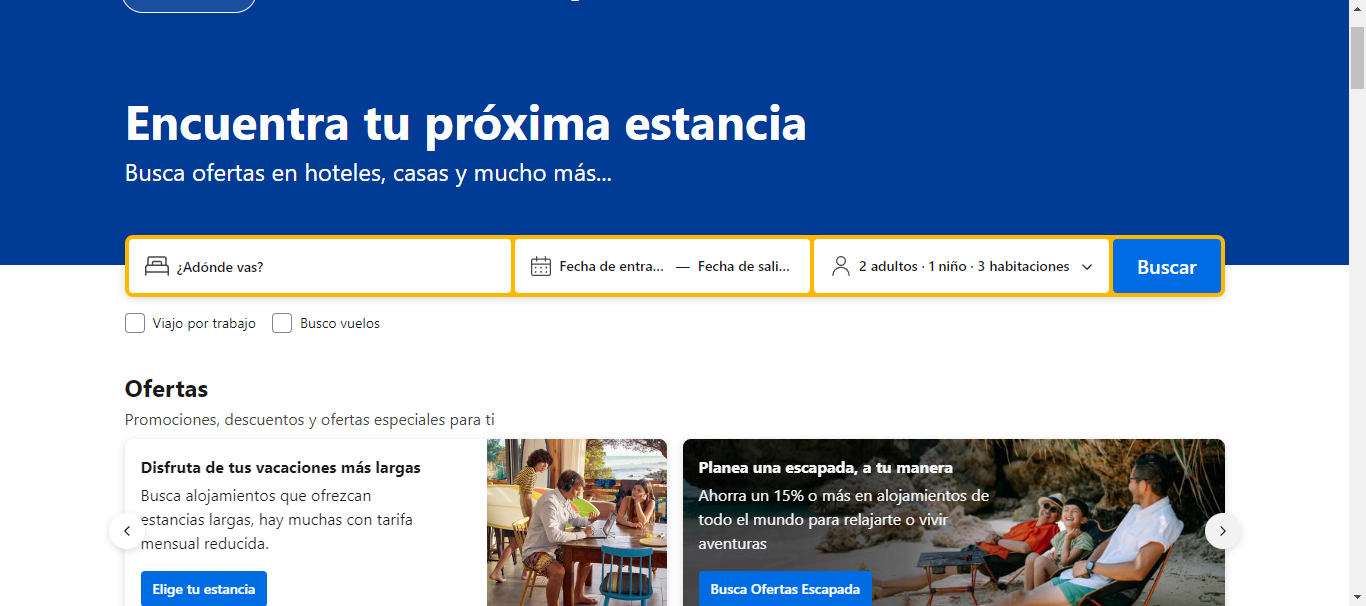 Encuentra tu próxima estancia
Busca ofertas en hoteles, casas y mucho más...
¿Adónde vas?
Fecha de entra... — Fecha de sali...
2 adultos · 1 niño · 3 habitaciones
Buscar
Viajo por trabajo
Busco vuelos
Ofertas
Promociones, descuentos y ofertas especiales para ti
Disfruta de tus vacaciones más largas
Busca alojamientos que ofrezcan
estancias largas, hay muchas con tarifa
mensual reducida.
Elige tu estancia
Planea una escapada, a tu manera
Ahorra un 15% o más en alojamientos de
todo el mundo para relajarte o vivir
aventuras
Busca Ofertas Escapada